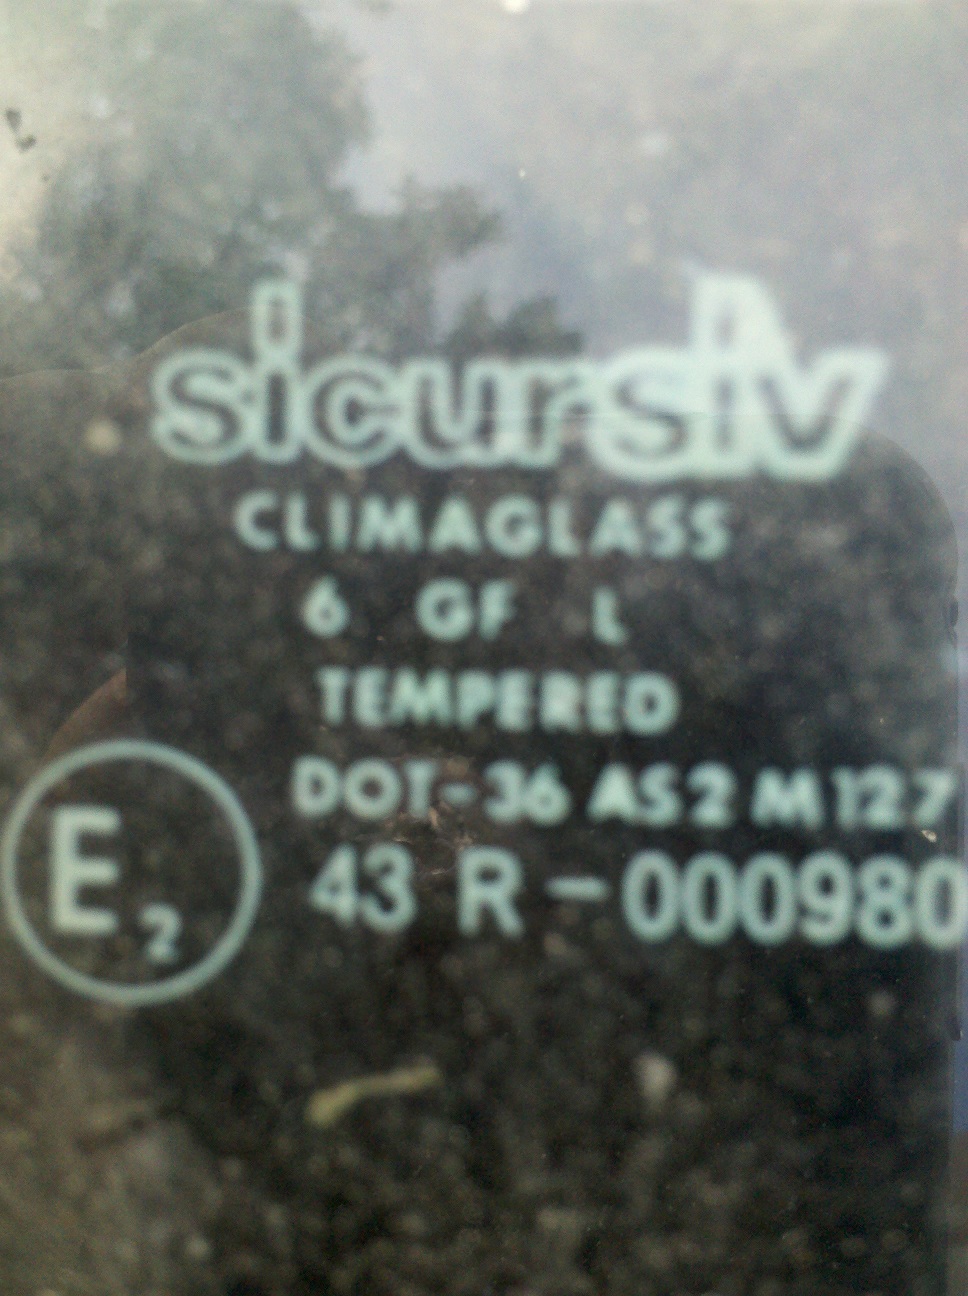 sicursiv
CLIMAGLASS
6 GF L
TEMPERED
DOT-36 AS2 M127
E2
43 R-000980